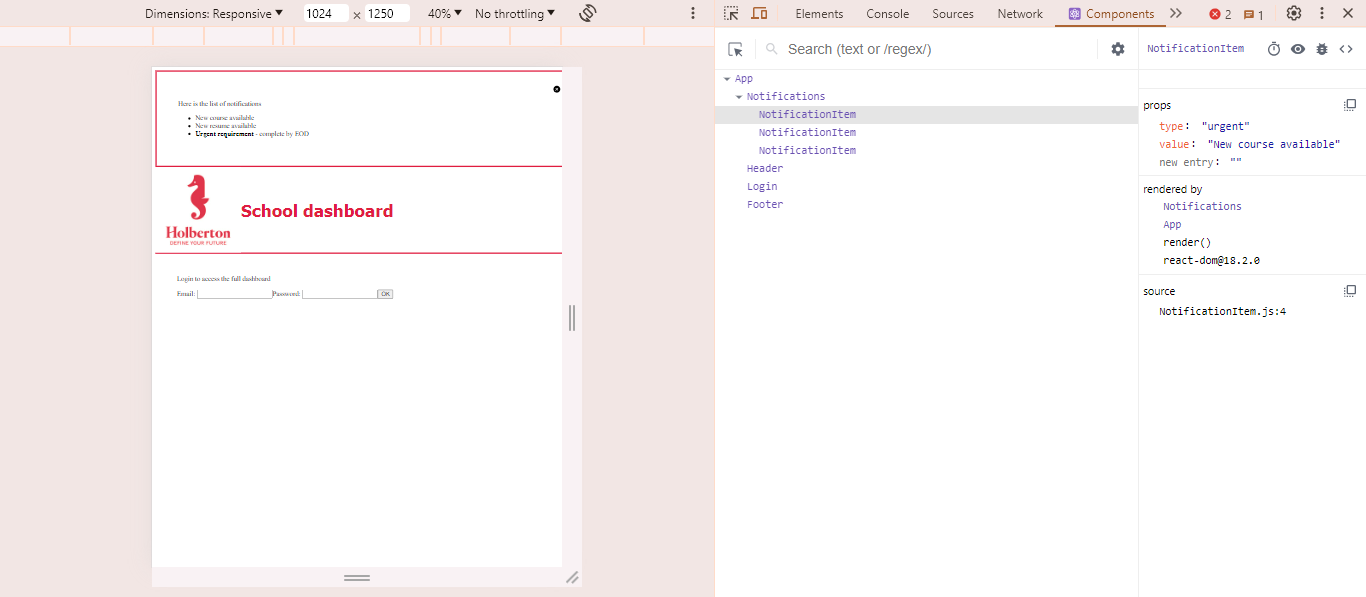 Dimensions: Responsive ▼ 1024 × 1250 40% ▼ No throttling ▼
Elements Console Sources Network Components 2 1
Here is the list of notifications
New course available
New resume available
Urgent requirement - complete by EOD
Holberton
DEFINE YOUR FUTURE
School dashboard
Login to access the full dashboard
Email: Password: OK
Search (text or /regex/)
App
Notifications
NotificationItem
NotificationItem
NotificationItem
Header
Login
Footer
NotificationItem
props
type: "urgent"
value: "New course available"
new entry: ""
rendered by
Notifications
App
render()
react-dom@18.2.0
source
NotificationItem.js:4